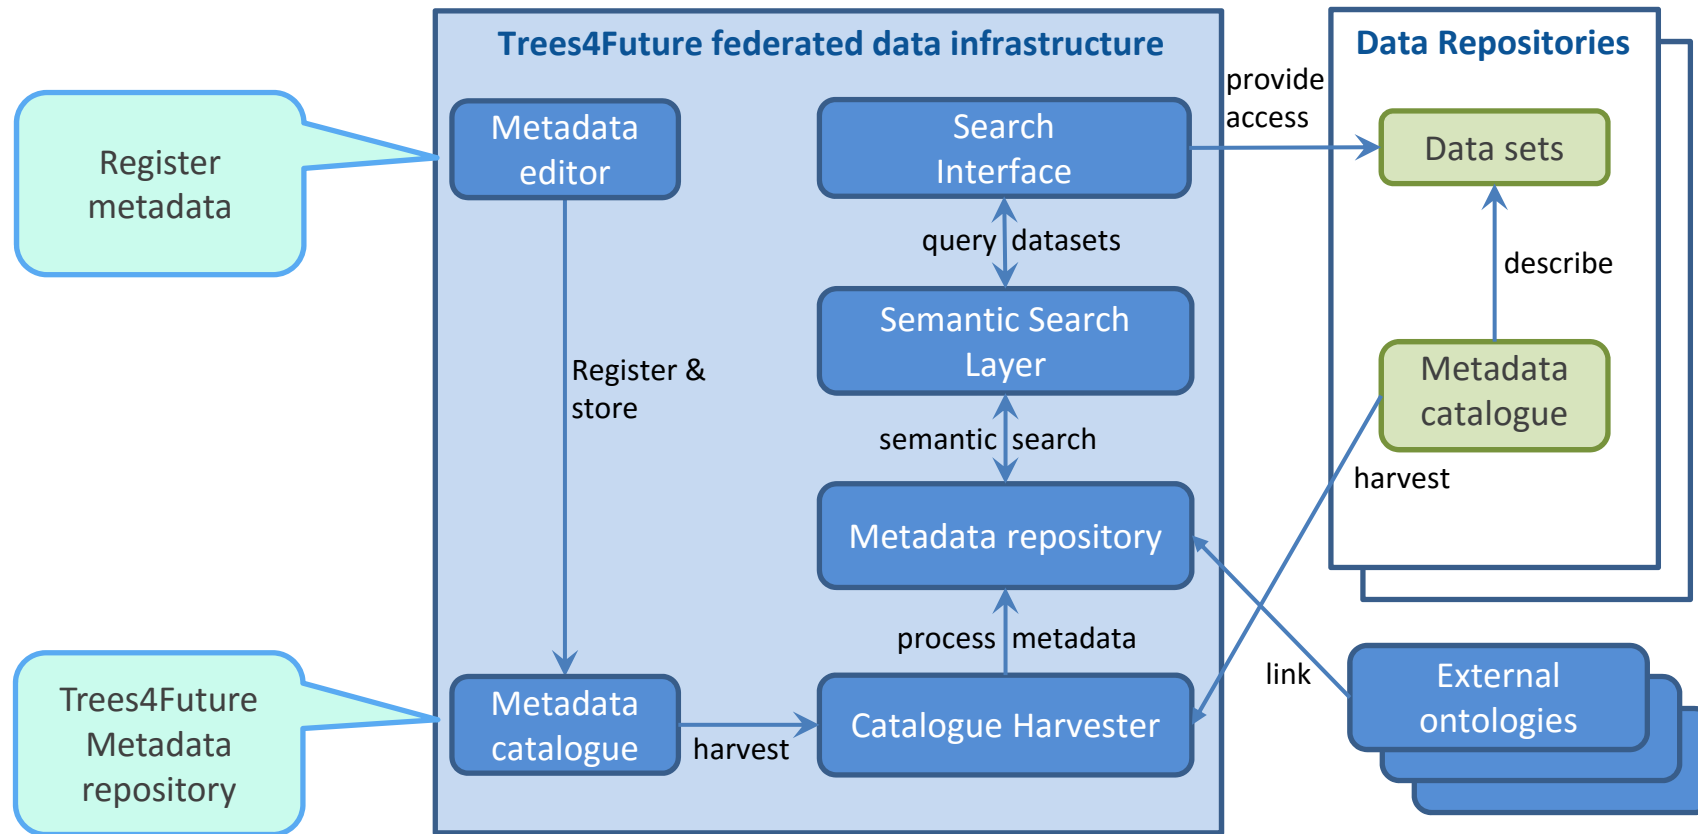 Trees4Future federated data infrastructure
Data Repositories
Register
metadata
Metadata
editor
Search
Interface
provide
access
Data sets
query datasets
describe
Semantic Search
Layer
Register &
store
Metadata
catalogue
semantic search
harvest
Metadata repository
process metadata
link
Trees4Future
Metadata
repository
Metadata
catalogue
harvest
Catalogue Harvester
External
ontologies